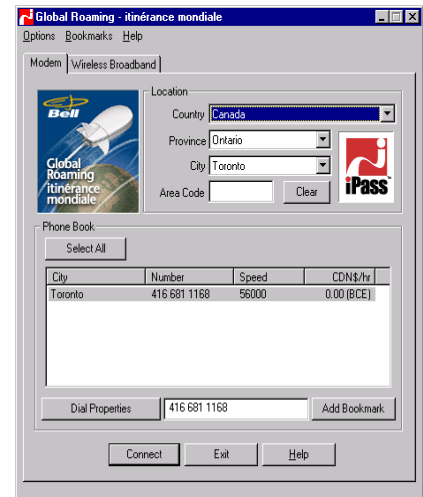 Global Roaming - itinérance mondiale
Options Bookmarks Help
Modem Wireless Broadband
Location
Bell
Global
Roaming
itinérance
mondiale
Country Canada
Province Ontario
City Toronto
Area Code Clear
iPass
Phone Book
Select All
City Number Speed CDN$/hr
Toronto 416 681 1168 56000 0.00 (BCE)
Dial Properties 416 681 1168 Add Bookmark
Connect Exit Help